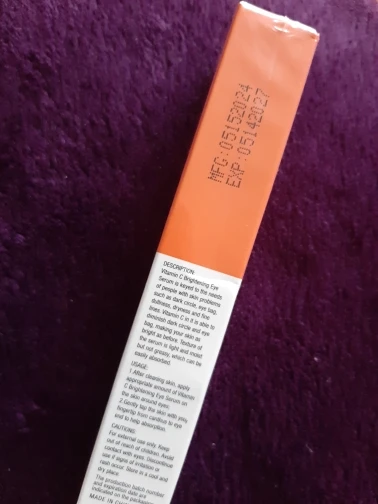 MFG:05152024
EXP:05142027
DESCRIPTION:
Vitamin C Brightening Eye
Serum is keyed to the needs
of people with skin problems
such as dark circle, eye bag,
dullness, dryness and fine
lines. Vitamin C in it is able to
diminish dark circle and eye
bag, making your skin as
bright as before. Texture of
the serum is light and moist
but not greasy, which can be
easily absorbed.
USAGE:
1.After cleaning skin, apply
appropriate amount of Vitamin
C Brightening Eye Serum on
the skin around eyes.
2.Gently tap the skin with
fingertip from canthus to eye
end to help absorption.
CAUTIONS:
For external use only. Keep
out of reach of children. Avoid
contact with eyes. Discontinue
use if signs of irritation or
rash occur. Store in a cool and
dry place.
The production batch number
and expiration date are
indicated on the
MADE IN